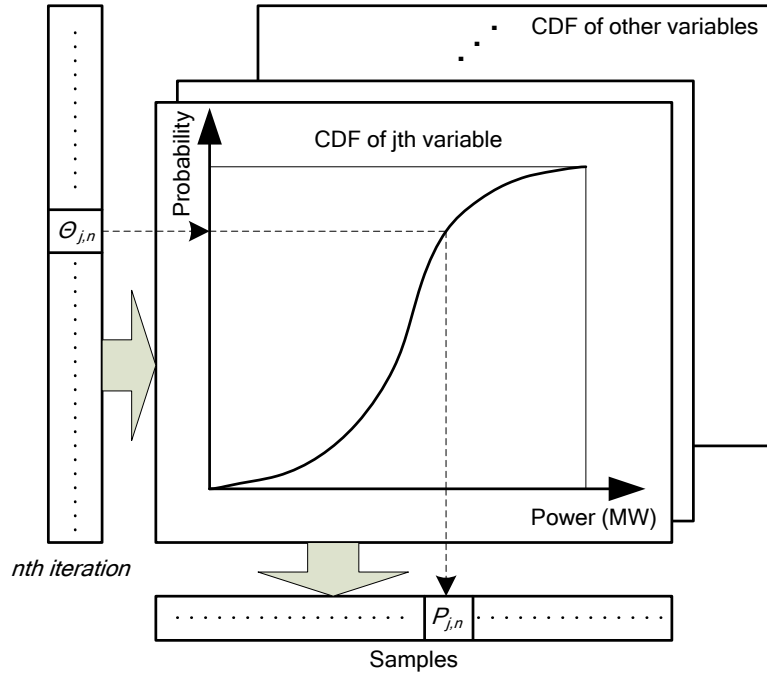 CDF of other variables
CDF of jth variable
Probability
Θj,n
Power (MW)
nth iteration
Pj,n
Samples